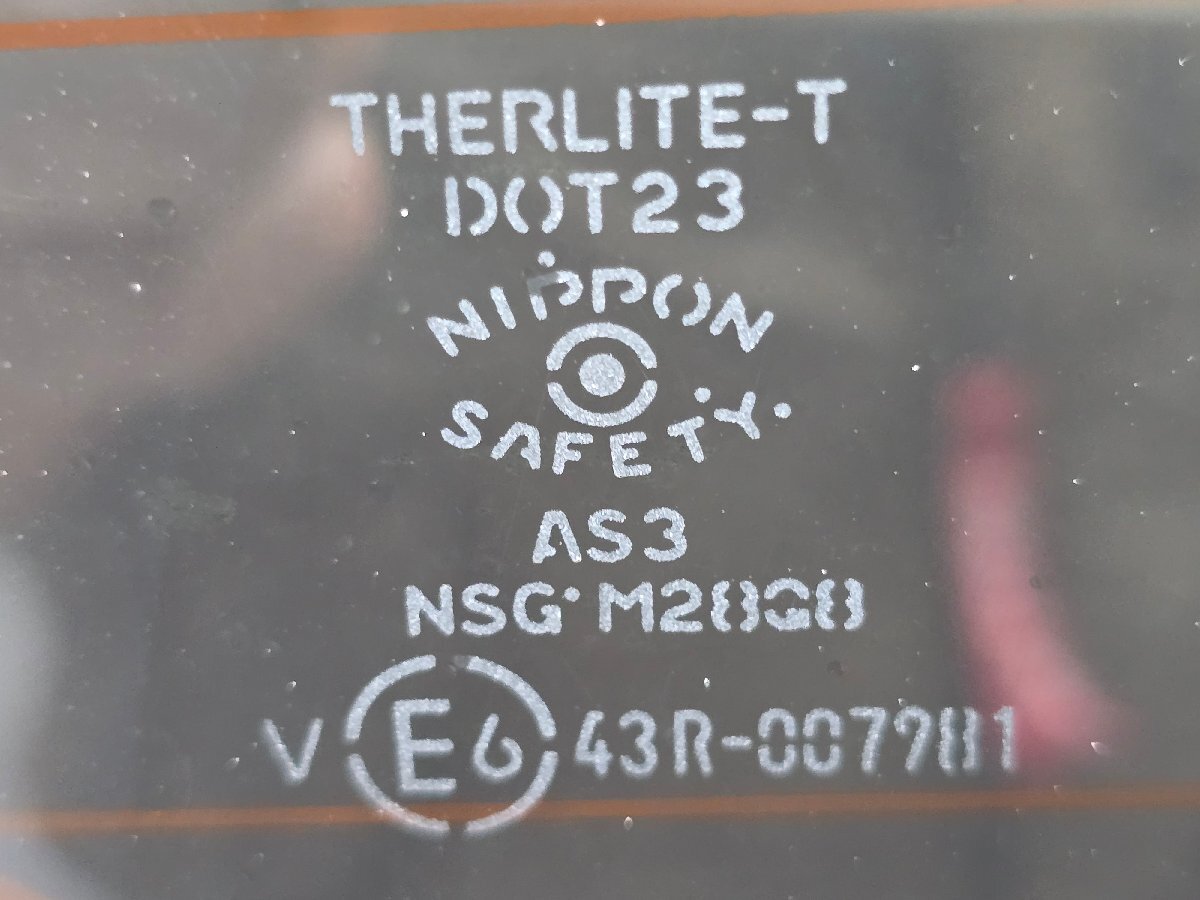 THERLITE-T
DOT23
NIPPON
SAFETY.
AS3
NSG M2808
V E6 43R-007981